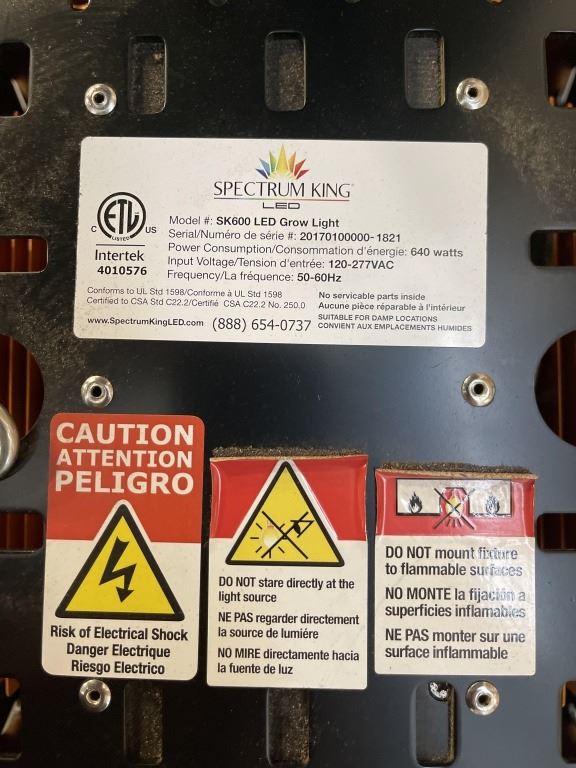 SPECTRUM KING®
LED
C ETL US
LISTED
Intertek
4010576
Model #: SK600 LED Grow Light
Serial/Numéro de série #: 20170100000-1821
Power Consumption/Consommation d'énergie: 640 watts
Input Voltage/Tension d'entrée: 120-277VAC
Frequency/La fréquence: 50-60Hz
Conforms to UL Std 1598/Conforme à UL Std 1598
Certified to CSA Std C22.2/Certifié CSA C22.2 No. 250.0
No servicable parts inside
Aucune pièce réparable à l'intérieur
www.SpectrumKingLED.com (888) 654-0737
SUITABLE FOR DAMP LOCATIONS
CONVIENT AUX EMPLACEMENTS HUMIDES
CAUTION
ATTENTION
PELIGRO
Risk of Electrical Shock
Danger Electrique
Riesgo Electrico
DO NOT stare directly at the
light source
NE PAS regarder directement
la source de lumiére
NO MIRE directamente hacia
la fuente de luz
DO NOT mount fixture
to flammable surfaces
NO MONTE la fijación a
superficies inflamables
NE PAS monter sur une
surface inflammable